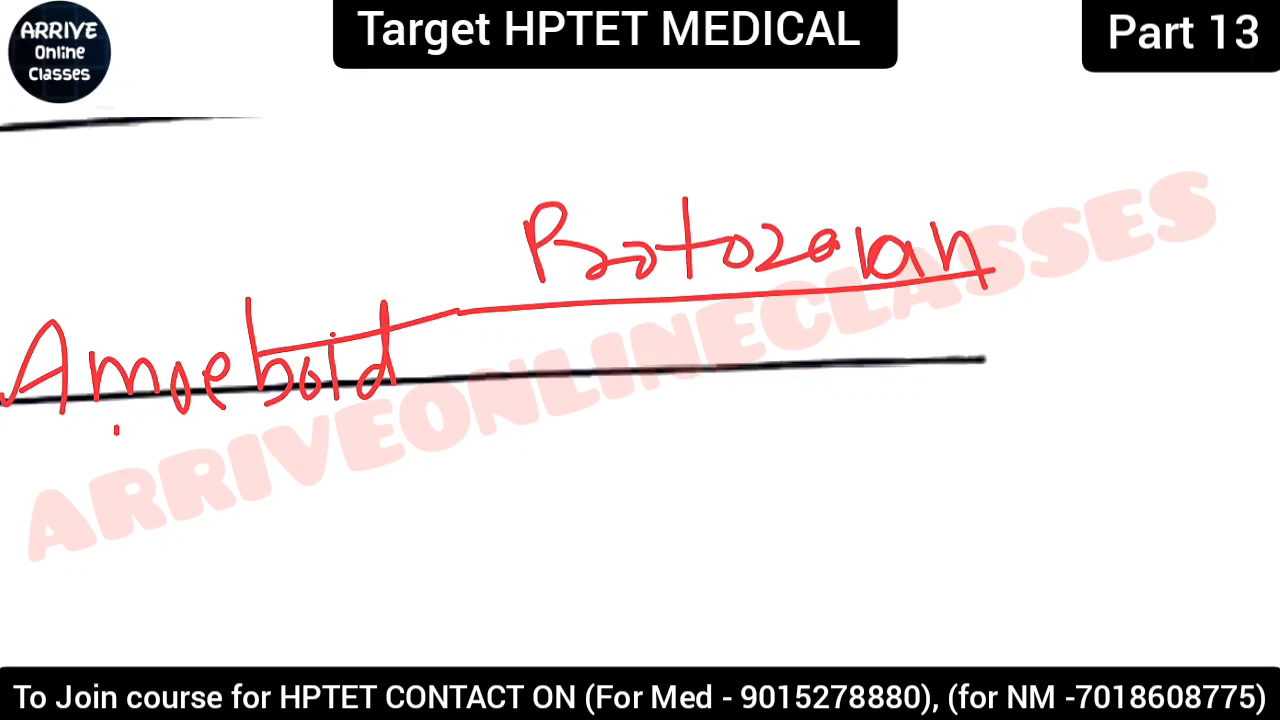 ARRIVE
Online
Classes
Target HPTET MEDICAL
Part 13
Protozoan
Amoeboid
ARRIVEONLINECLASSES
To Join course for HPTET CONTACT ON (For Med - 9015278880), (for NM -7018608775)